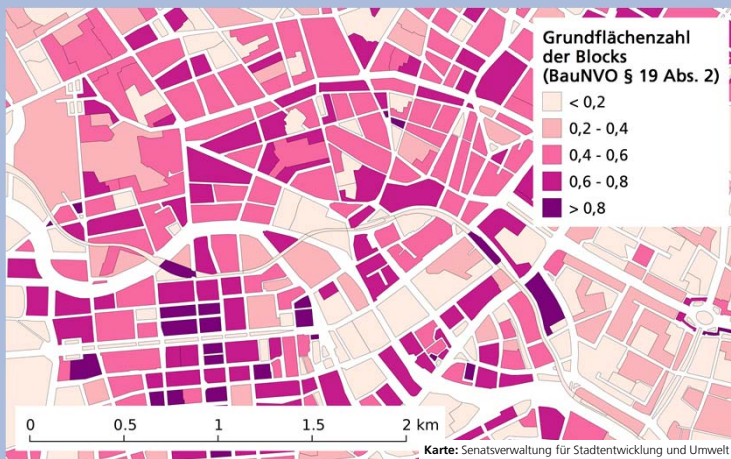 Grundflächenzahl
der Blocks
(BauNVO § 19 Abs. 2)
< 0,2
0,2 - 0,4
0,4 - 0,6
0,6 - 0,8
> 0,8
0 0.5 1 1.5 2 km
Karte: Senatsverwaltung für Stadtentwicklung und Umwelt